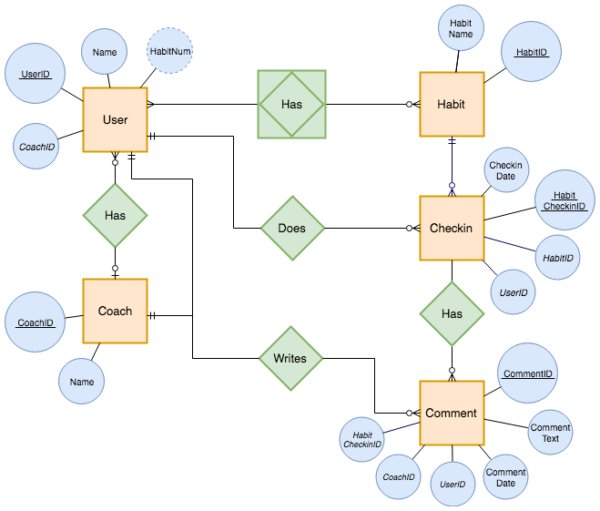 Habit
Name
Name
HabitNum
HabitID
UserID
User
Has
Habit
CoachID
Checkin
Date
Habit
CheckinID
Has
Does
Checkin
HabitID
UserID
Coach
Has
CoachID
Name
Writes
CommentID
Comment
Habit
CheckinID
Comment
Text
CoachID
UserID
Comment
Date